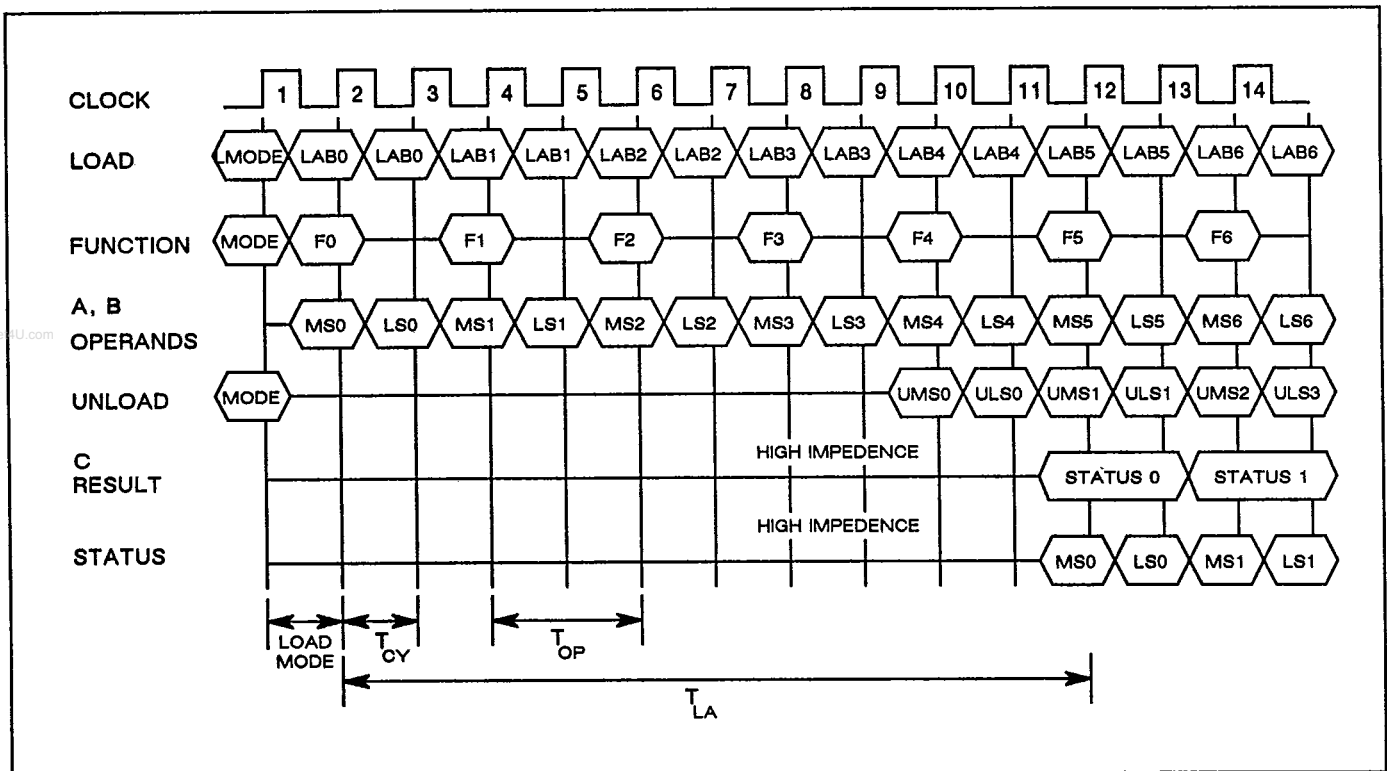 CLOCK 1 2 3 4 5 6 7 8 9 10 11 12 13 14
LOAD LMODE LAB0 LAB0 LAB1 LAB1 LAB2 LAB2 LAB3 LAB3 LAB4 LAB4 LAB5 LAB5 LAB6 LAB6
FUNCTION MODE F0 F1 F2 F3 F4 F5 F6
A, B
OPERANDS MS0 LS0 MS1 LS1 MS2 LS2 MS3 LS3 MS4 LS4 MS5 LS5 MS6 LS6
4U.com
UNLOAD MODE UMS0 ULS0 UMS1 ULS1 UMS2 ULS3
HIGH IMPEDENCE
C
RESULT STATUS 0 STATUS 1
HIGH IMPEDENCE
STATUS MS0 LS0 MS1 LS1
LOAD
MODE
TCY
TOP
TLA